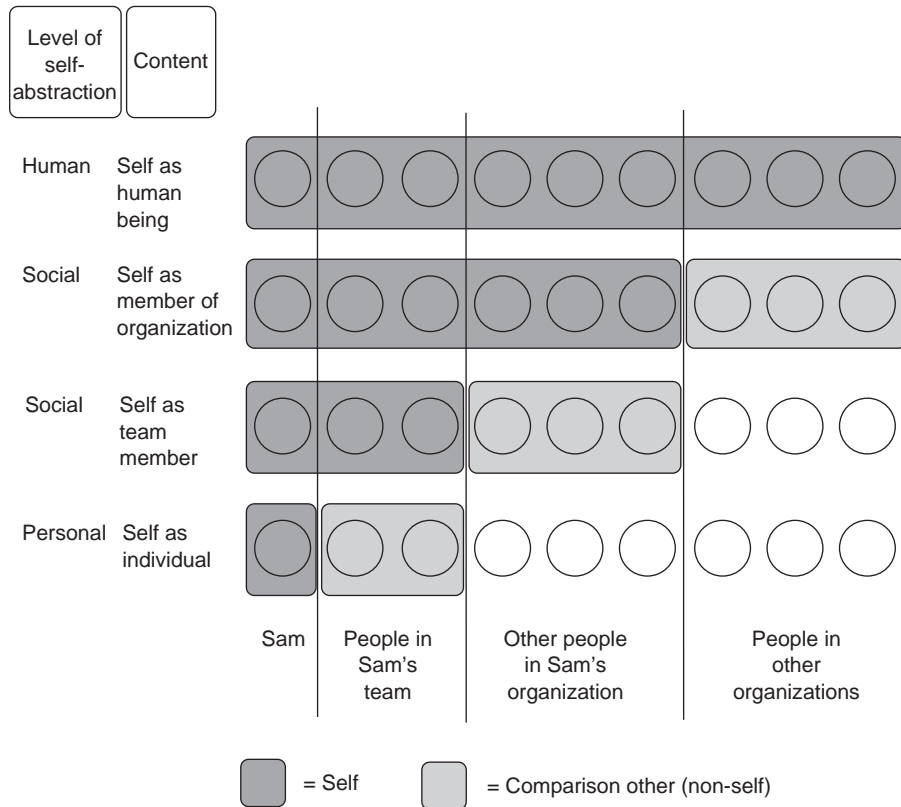 Level of
self-
abstraction
Content
Human
Self as
human
being
Social
Self as
member of
organization
Social
Self as
team
member
Personal
Self as
individual
Sam
People in
Sam's
team
Other people
in Sam's
organization
People in
other
organizations
= Self
= Comparison other (non-self)